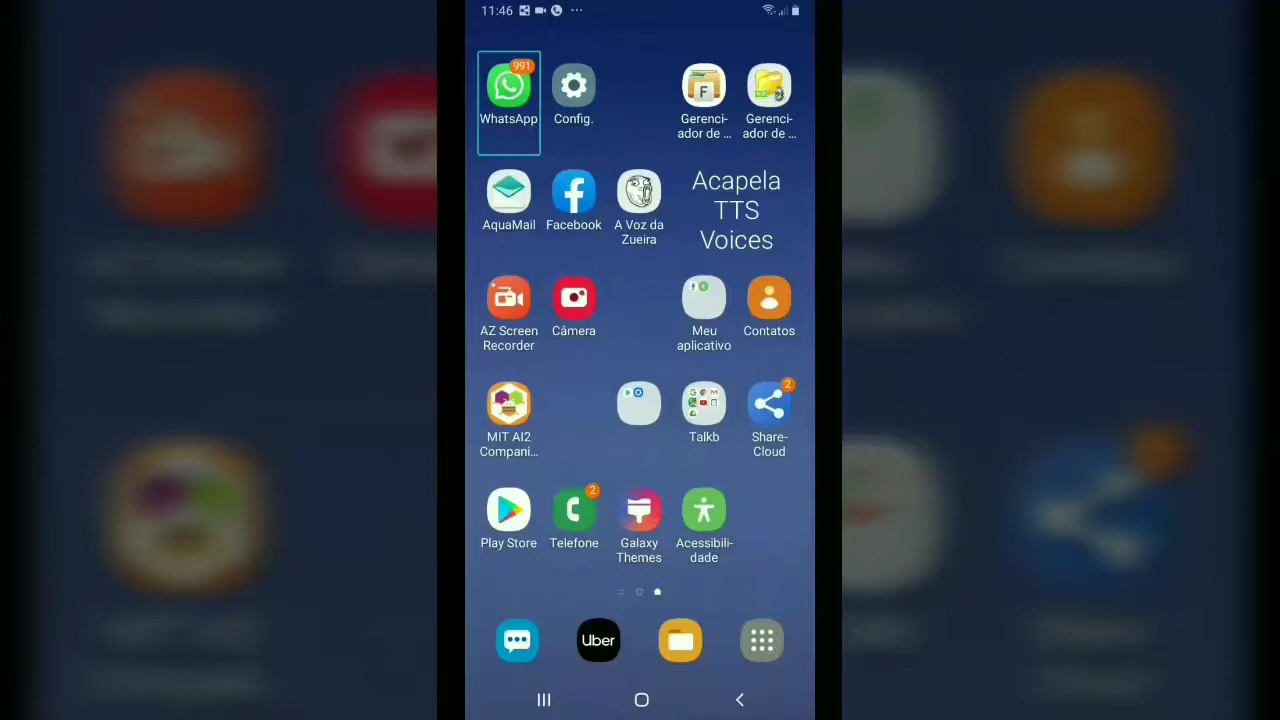 11:46
991
WhatsApp
Config.
Gerenci-
ador de ...
Gerenci-
ador de ...
AquaMail
Facebook
A Voz da
Zueira
Acapela
TTS
Voices
AZ Screen
Recorder
Câmera
Meu
aplicativo
Contatos
MIT AI2
Compani...
Talkb
2
Share-
Cloud
Play Store
2
Telefone
Galaxy
Themes
Acessibili-
dade
Uber